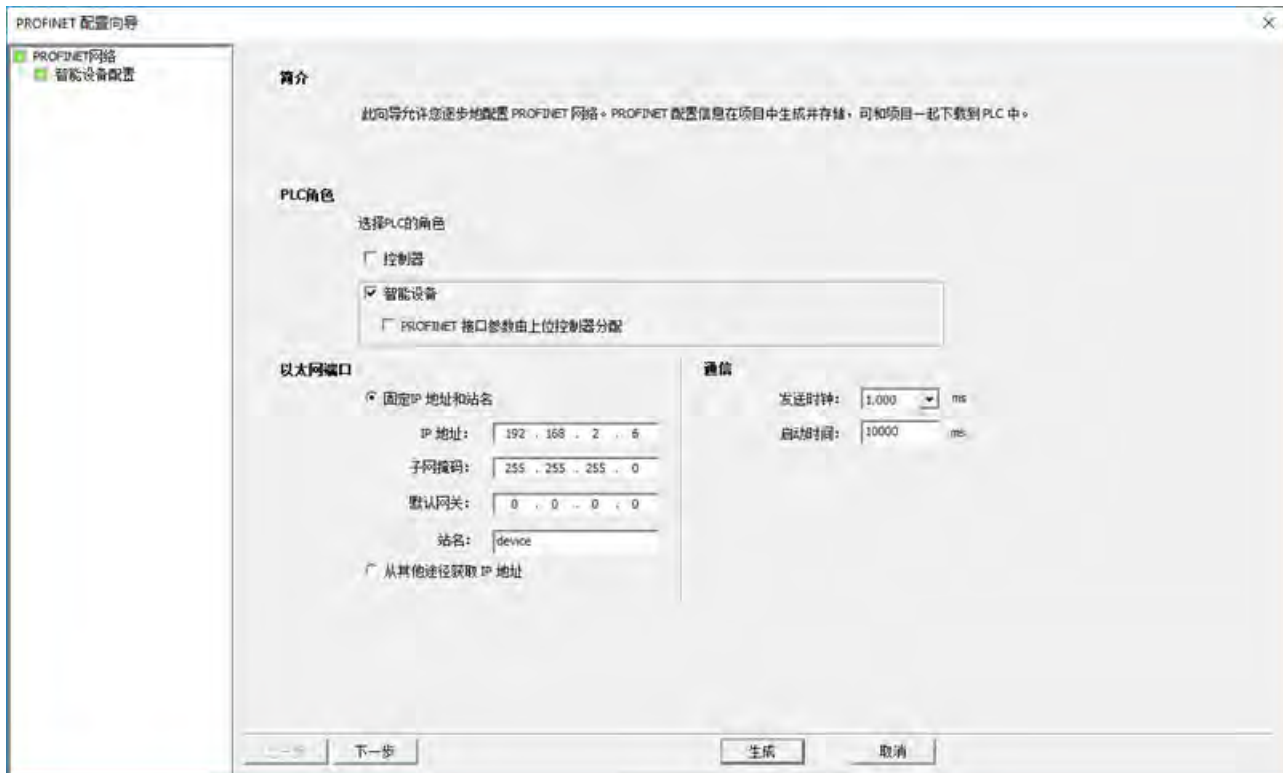 PROFINET 配置向导
PROFINET网络
智能设备配置
简介
此向导允许您逐步地配置 PROFINET 网络。PROFINET 配置信息在项目中生成并存储，可和项目一起下载到 PLC 中。
PLC角色
选择PLC的角色
控制器
智能设备
PROFINET 接口参数由上位控制器分配
以太网端口
通信
固定IP 地址和站名
发送时钟： 1.000 ms
IP 地址： 192 . 168 . 2 . 6
启动时间： 10000 ms
子网掩码： 255 . 255 . 255 . 0
默认网关： 0 . 0 . 0 . 0
站名： device
从其他途径获取 IP 地址
上一步 下一步 生成 取消